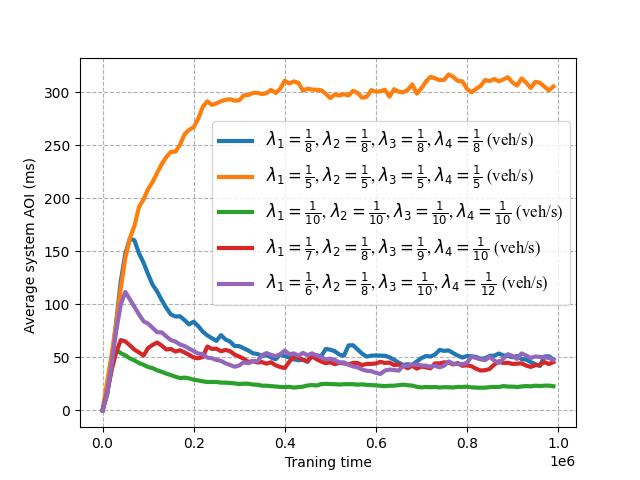 300
250
200
150
100
50
0
Average system AOI (ms)
λ₁ = 1/8, λ₂ = 1/8, λ₃ = 1/8, λ₄ = 1/8 (veh/s)
λ₁ = 1/5, λ₂ = 1/5, λ₃ = 1/5, λ₄ = 1/5 (veh/s)
λ₁ = 1/10, λ₂ = 1/10, λ₃ = 1/10, λ₄ = 1/10 (veh/s)
λ₁ = 1/7, λ₂ = 1/8, λ₃ = 1/9, λ₄ = 1/10 (veh/s)
λ₁ = 1/6, λ₂ = 1/8, λ₃ = 1/10, λ₄ = 1/12 (veh/s)
0.0 0.2 0.4 0.6 0.8 1.0
Traning time
1e6